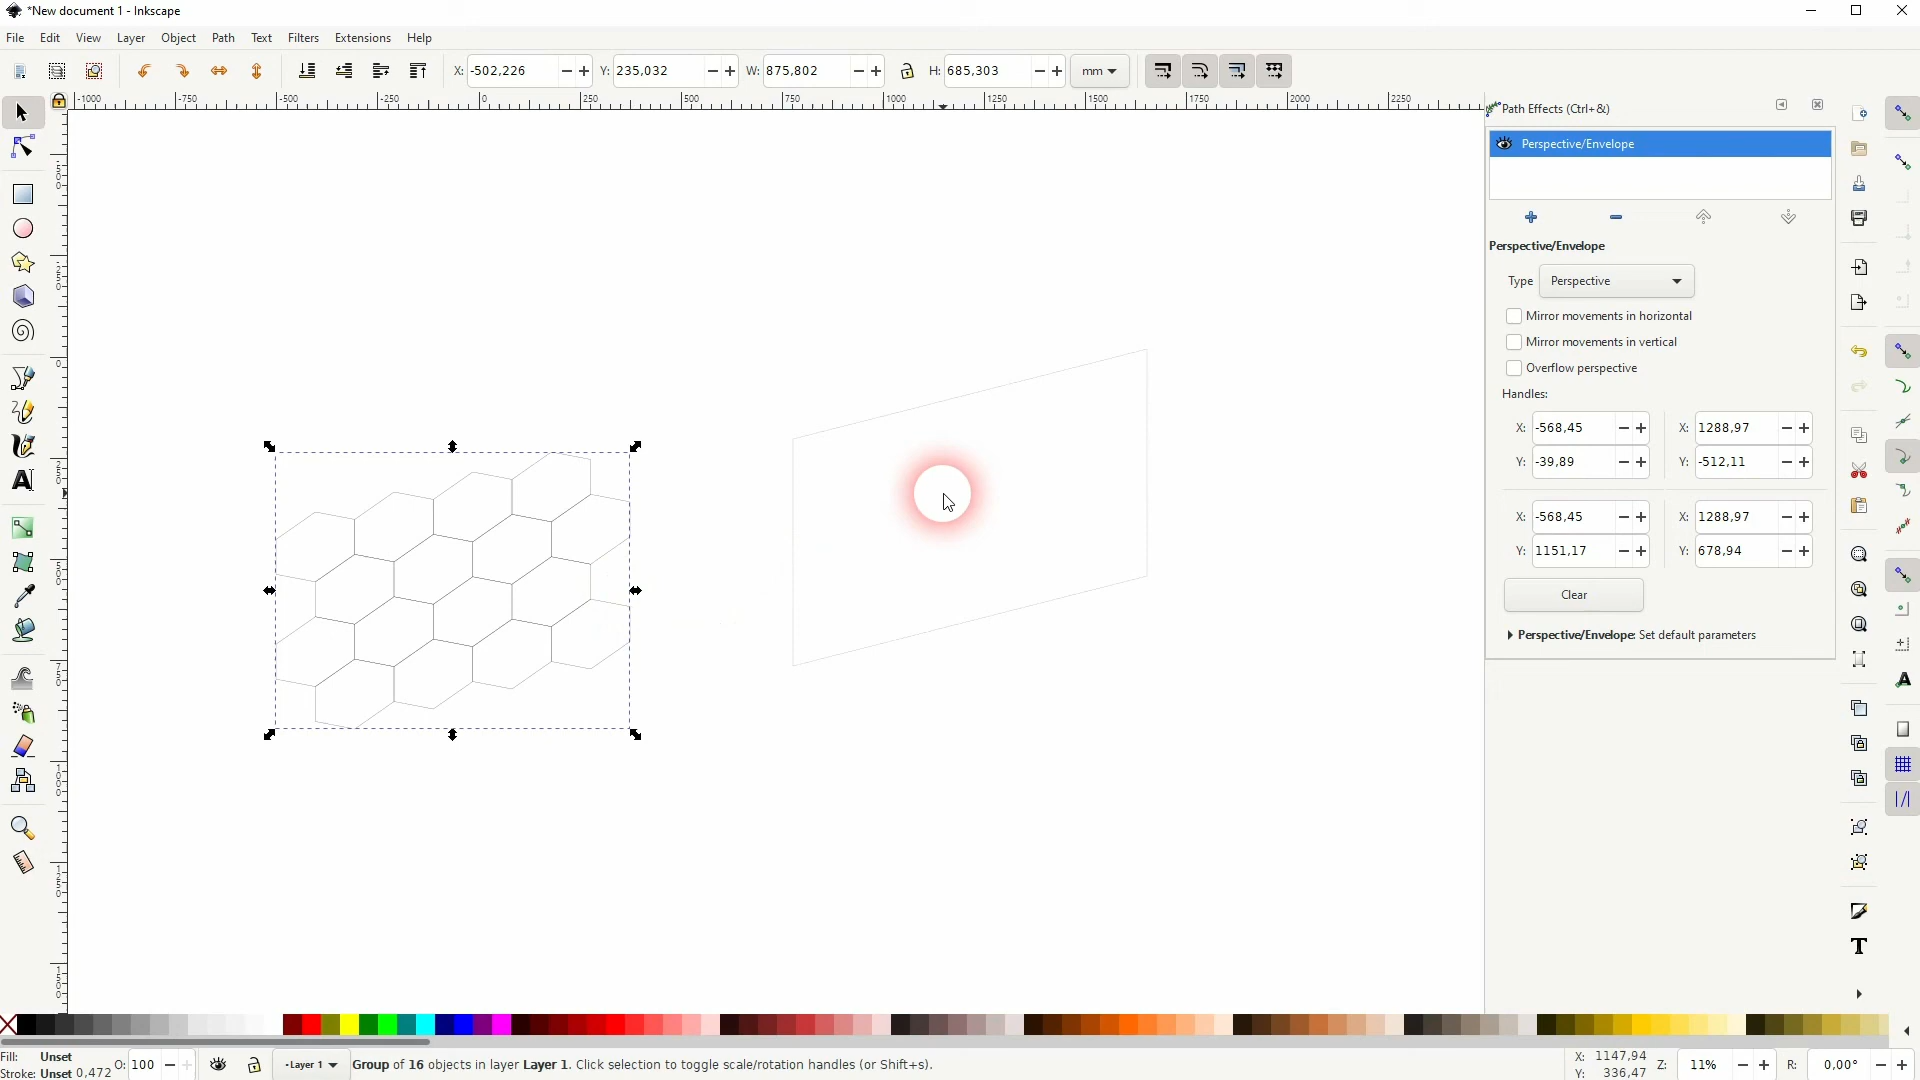 *New document 1 - Inkscape
File Edit View Layer Object Path Text Filters Extensions Help
X: -502,226 Y: 235,032 W: 875,802 H: 685,303 mm
-1000 -750 -500 -250 0 250 500 750 1000 1250 1500 1750 2000 2250
Path Effects (Ctrl+&)
Perspective/Envelope
Perspective/Envelope
Type Perspective
Mirror movements in horizontal
Mirror movements in vertical
Overflow perspective
Handles:
X: -568,45 X: 1288,97
Y: -39,89 Y: -512,11
X: -568,45 X: 1288,97
Y: 1151,17 Y: 678,94
Clear
Perspective/Envelope: Set default parameters
Fill: Unset
Stroke: Unset 0,472 O: 100 -Layer 1 Group of 16 objects in layer Layer 1. Click selection to toggle scale/rotation handles (or Shift+s).
X: 1147,94
Y: 336,47
Z: 11% R: 0,00°